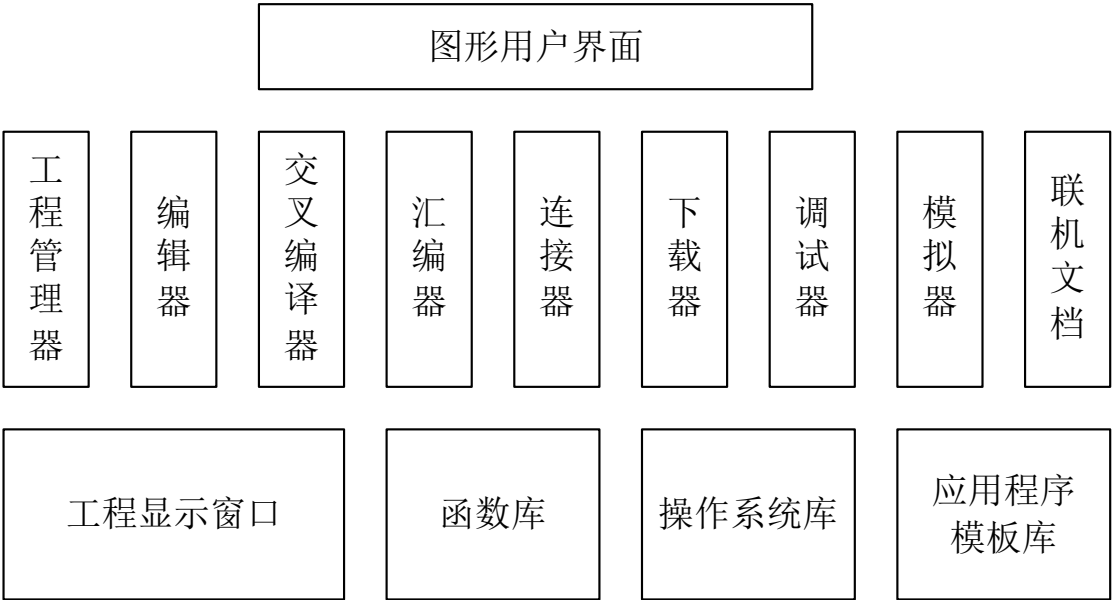 图形用户界面
工程管理器
编辑器
交叉编译器
汇编器
连接器
下载器
调试器
模拟器
联机文档
工程显示窗口
函数库
操作系统库
应用程序
模板库